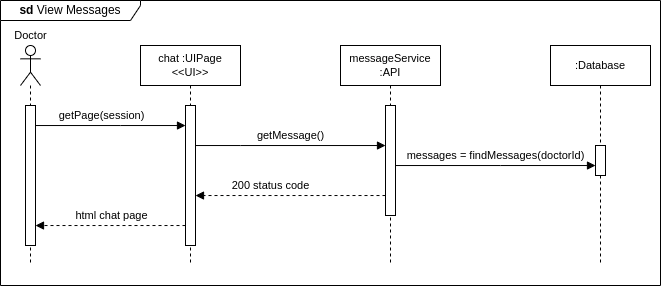 sd View Messages
Doctor
chat :UIPage
<<UI>>
messageService
:API
:Database
getPage(session)
getMessage()
messages = findMessages(doctorId)
200 status code
html chat page